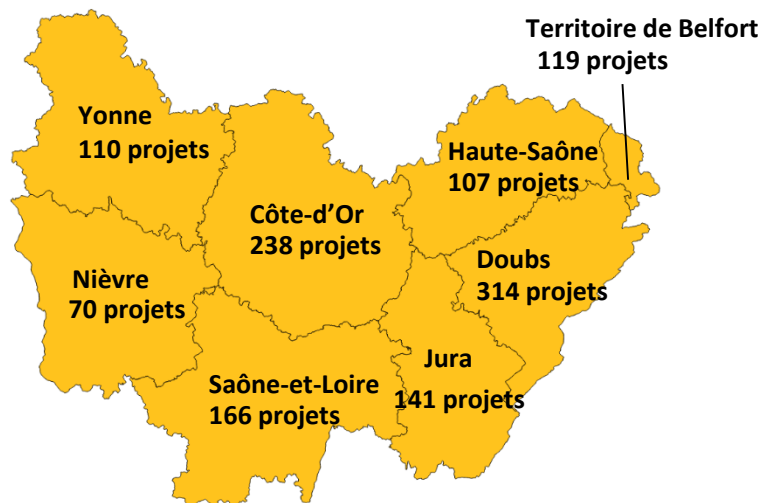 Territoire de Belfort
119 projets
Yonne
110 projets
Haute-Saône
107 projets
Côte-d’Or
238 projets
Doubs
314 projets
Nièvre
70 projets
Jura
141 projets
Saône-et-Loire
166 projets